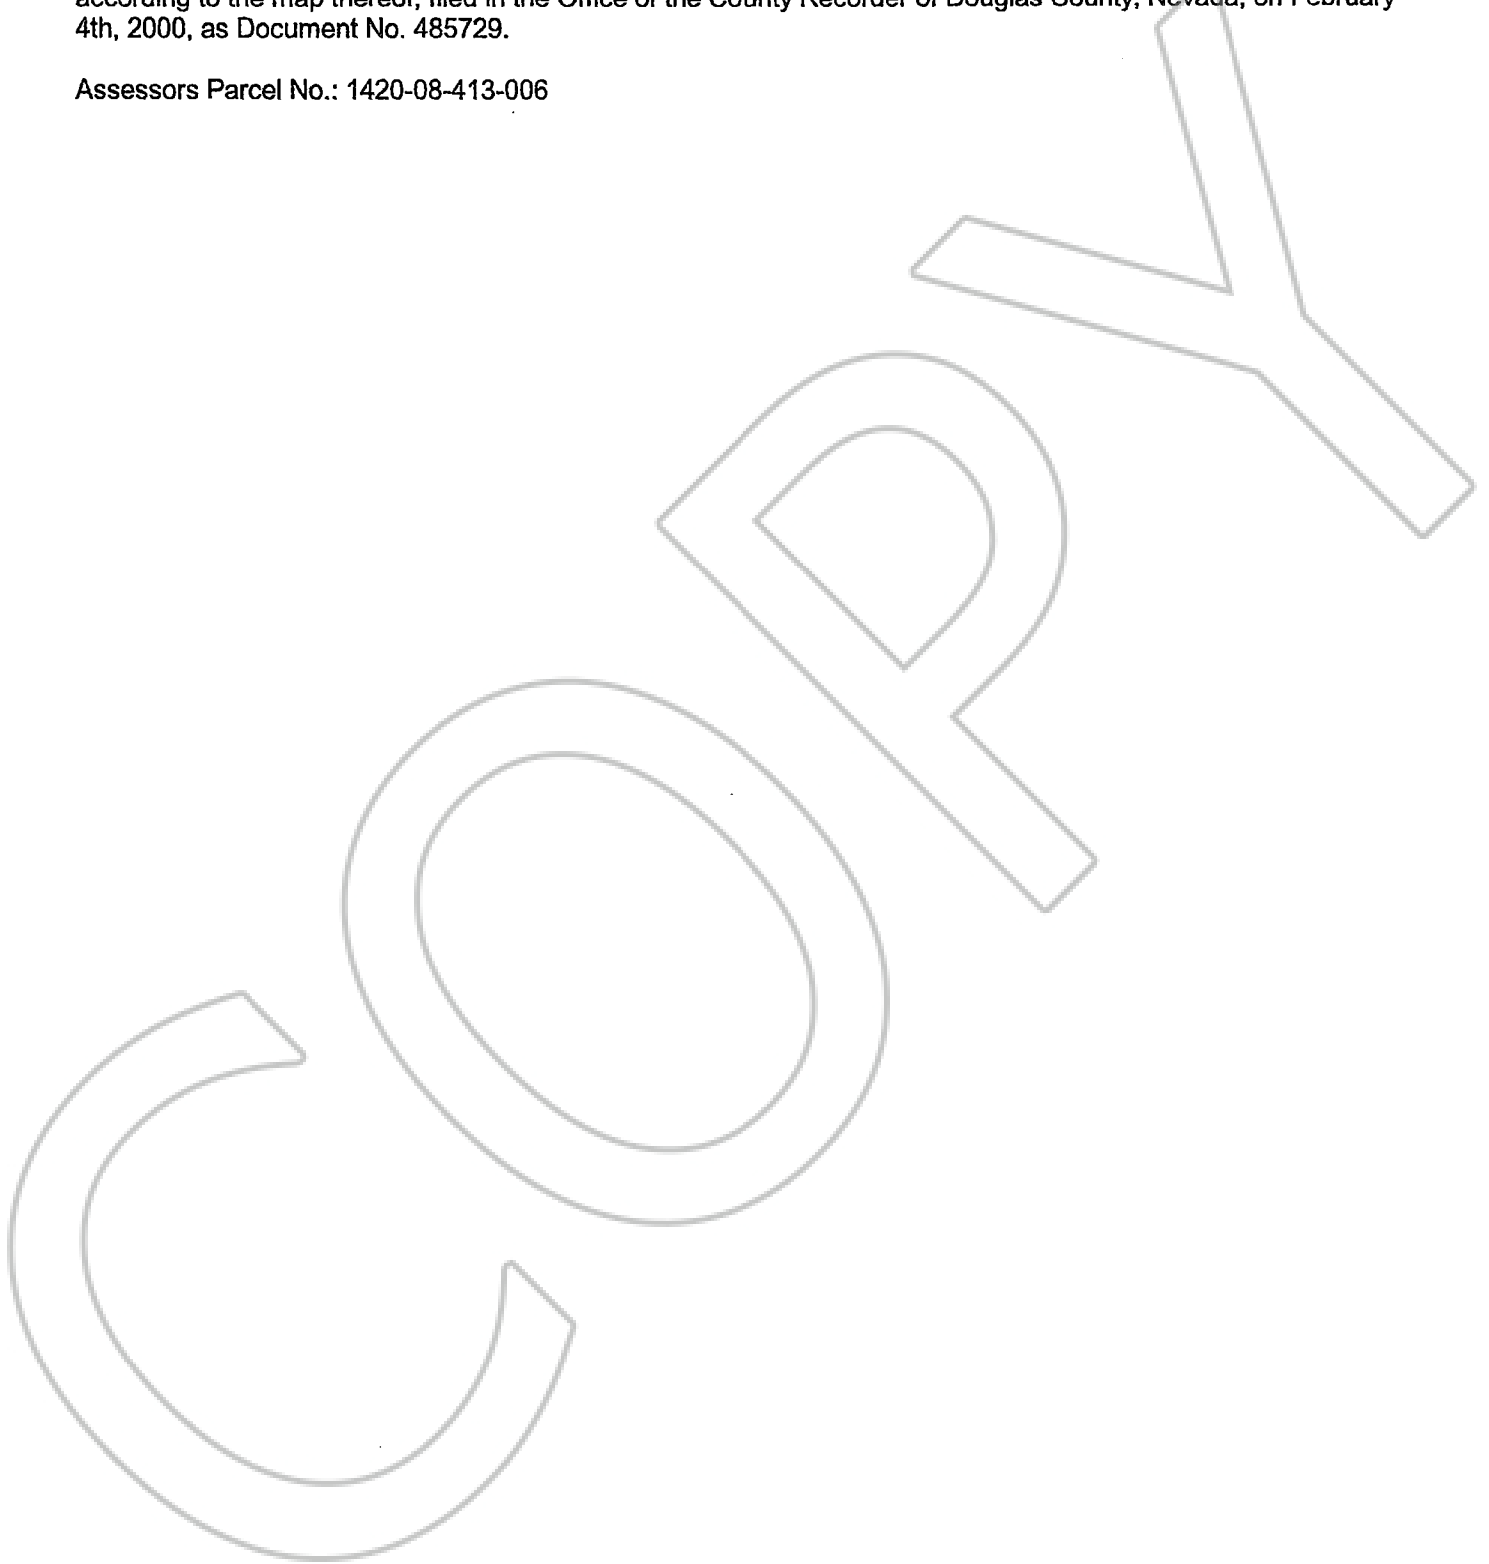 according to the map thereof, filed in the Office of the County Recorder of Douglas County, Nevada, on February
4th, 2000, as Document No. 485729.
Assessors Parcel No.: 1420-08-413-006
COPY